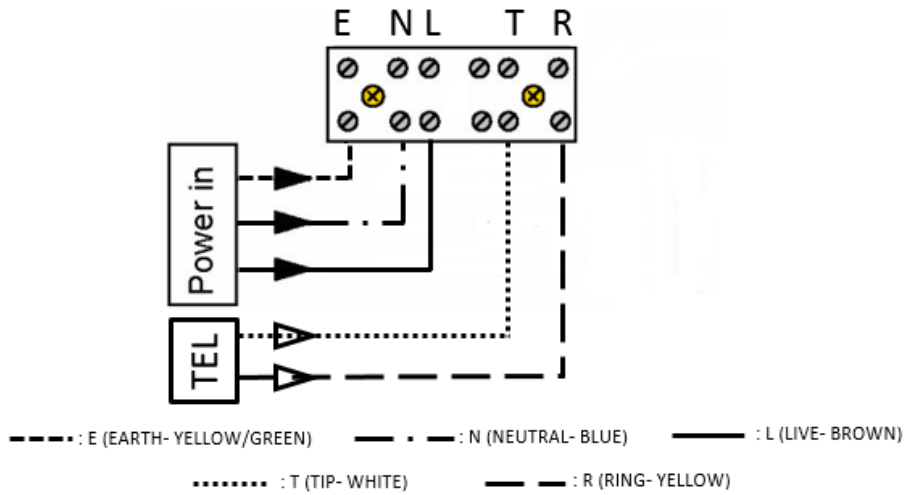 E N L T R
Power in
TEL
: E (EARTH- YELLOW/GREEN) : N (NEUTRAL- BLUE) : L (LIVE- BROWN)
: T (TIP- WHITE) : R (RING- YELLOW)